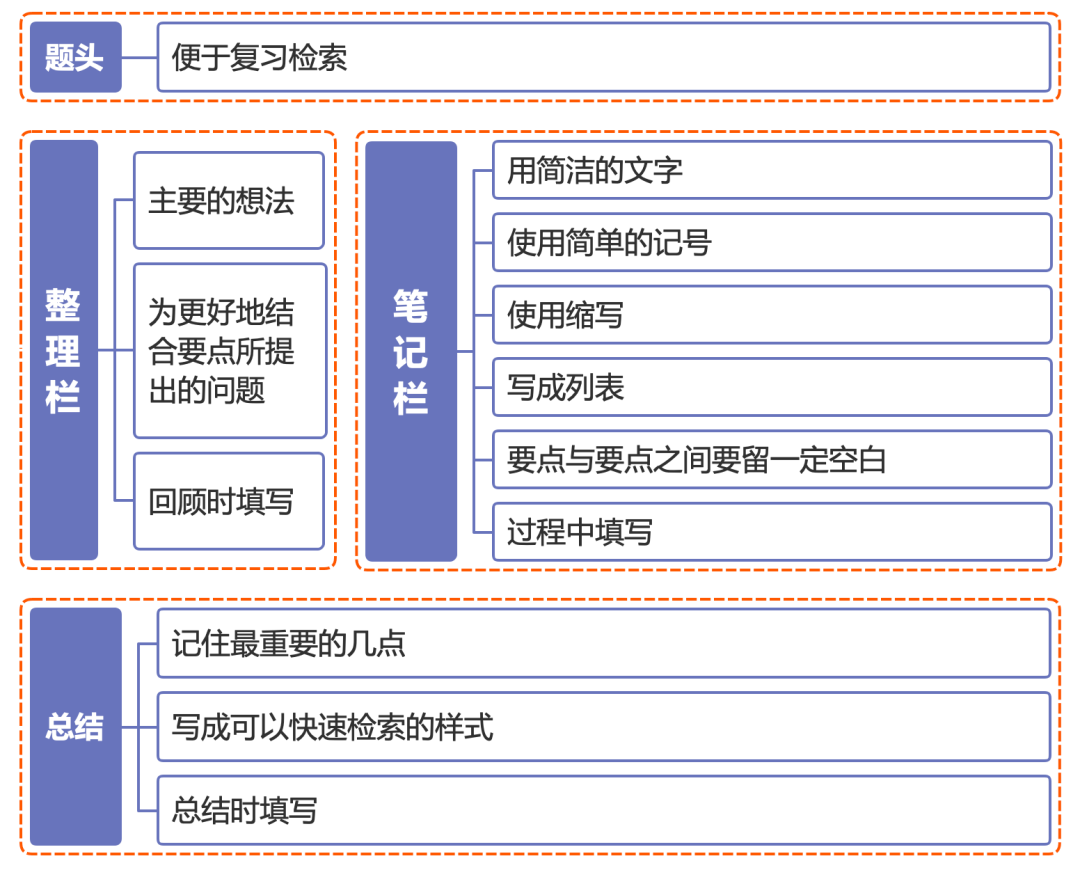 题头
便于复习检索
整理栏
主要的想法
为更好地结
合要点所提
出的问题
回顾时填写
笔记栏
用简洁的文字
使用简单的记号
使用缩写
写成列表
要点与要点之间要留一定空白
过程中填写
总结
记住最重要的几点
写成可以快速检索的样式
总结时填写